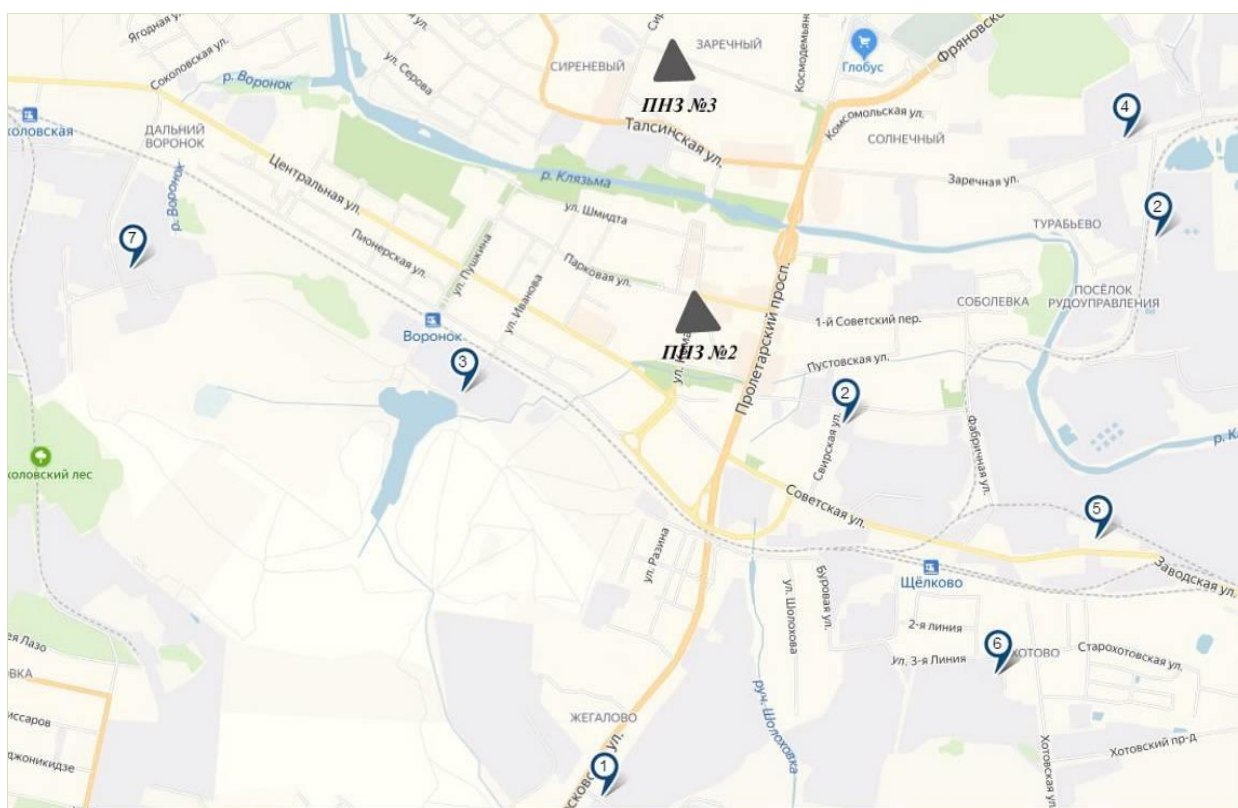 Ягодная ул.
Соколовская ул.
р. Воронок
ул. Серова
СИРЕНЕВЫЙ
ЗАРЕЧНЫЙ
ПНЗ №3
Глобус
Комсомольская ул.
СОЛНЕЧНЫЙ
4
ДАЛЬНИЙ
ВОРОНОК
Талсинская ул.
Центральная ул.
р. Клязьма
Заречная ул.
р. Воронок
7
Пионерская ул.
ул. Пушкина
ул. Шмидта
ТУРАБЬЕВО
2
Парковая ул.
ул. Иванова
Пролетарский просп.
СОБОЛЕВКА
ПОСЁЛОК
РУДОУПРАВЛЕНИЯ
Воронок
1-й Советский пер.
ПНЗ №2
3
Пустовская ул.
2
Свирская ул.
Фабричная ул.
Советская ул.
5
ул. Разина
Щёлково
Заводская ул.
Буровая ул.
ул. Шолохова
2-я линия
Ул. 3-я Линия
6
ХОТОВО
Старохотовская ул.
руч. Шолоховка
ЖЕГАЛОВО
1
Хотовский пр-д
Хотовская ул.